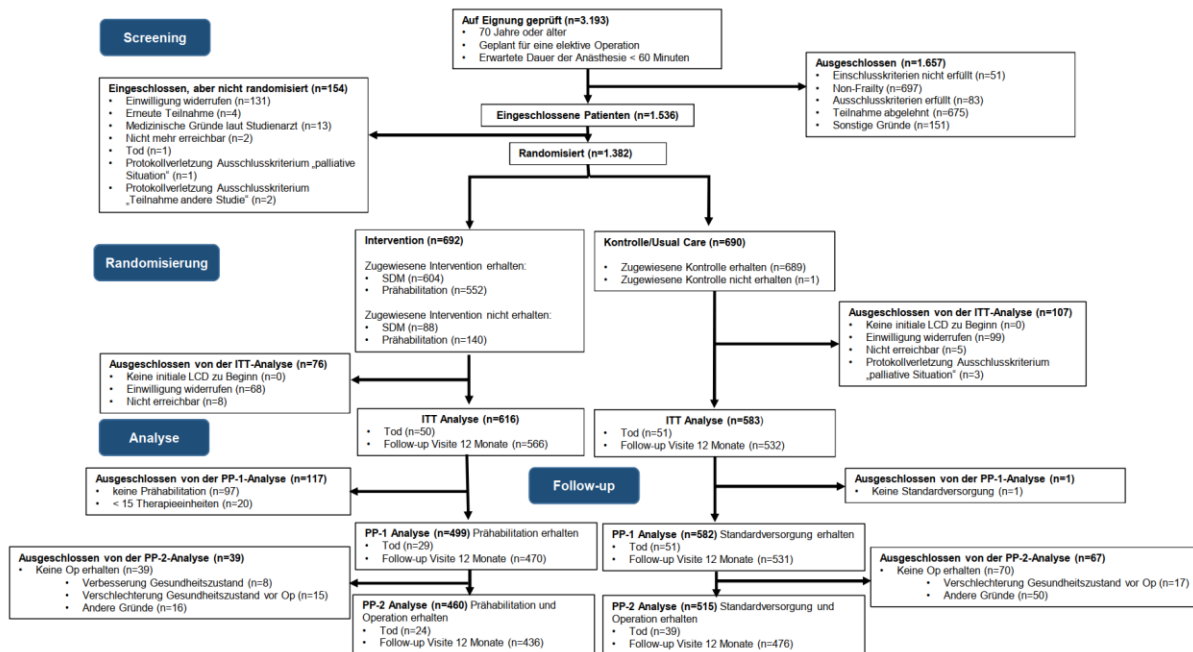 Screening
Auf Eignung geprüft (n=3.193)
• 70 Jahre oder älter
• Geplant für eine elektive Operation
• Erwartete Dauer der Anästhesie < 60 Minuten
Ausgeschlossen (n=1.657)
• Einschlusskriterien nicht erfüllt (n=51)
• Non-Frailty (n=697)
• Ausschlusskriterien erfüllt (n=83)
• Teilnahme abgelehnt (n=675)
• Sonstige Gründe (n=151)
Eingeschlossen, aber nicht randomisiert (n=154)
• Einwilligung widerrufen (n=131)
• Erneute Teilnahme (n=4)
• Medizinische Gründe laut Studienarzt (n=13)
• Nicht mehr erreichbar (n=2)
• Tod (n=1)
• Protokollverletzung Ausschlusskriterium „palliative
Situation" (n=1)
• Protokollverletzung Ausschlusskriterium
„Teilnahme andere Studie" (n=2)
Eingeschlossene Patienten (n=1.536)
Randomisiert (n=1.382)
Randomisierung
Intervention (n=692)
Zugewiesene Intervention erhalten:
• SDM (n=604)
• Prähabilitation (n=552)
Zugewiesene Intervention nicht erhalten:
• SDM (n=88)
• Prähabilitation (n=140)
Kontrolle/Usual Care (n=690)
• Zugewiesene Kontrolle erhalten (n=689)
• Zugewiesene Kontrolle nicht erhalten (n=1)
Ausgeschlossen von der ITT-Analyse (n=107)
• Keine initiale LCD zu Beginn (n=0)
• Einwilligung widerrufen (n=99)
• Nicht erreichbar (n=5)
• Protokollverletzung Ausschlusskriterium
„palliative Situation" (n=3)
Ausgeschlossen von der ITT-Analyse (n=76)
• Keine initiale LCD zu Beginn (n=0)
• Einwilligung widerrufen (n=68)
• Nicht erreichbar (n=8)
Analyse
ITT Analyse (n=616)
• Tod (n=50)
• Follow-up Visite 12 Monate (n=566)
ITT Analyse (n=583)
• Tod (n=51)
• Follow-up Visite 12 Monate (n=532)
Ausgeschlossen von der PP-1-Analyse (n=117)
• keine Prähabilitation (n=97)
• < 15 Therapieeinheiten (n=20)
Follow-up
Ausgeschlossen von der PP-1-Analyse (n=1)
• Keine Standardversorgung (n=1)
PP-1 Analyse (n=499) Prähabilitation erhalten
• Tod (n=29)
• Follow-up Visite 12 Monate (n=470)
PP-1 Analyse (n=582) Standardversorgung erhalten
• Tod (n=51)
• Follow-up Visite 12 Monate (n=531)
Ausgeschlossen von der PP-2-Analyse (n=39)
• Keine Op erhalten (n=39)
• Verbesserung Gesundheitszustand (n=8)
• Verschlechterung Gesundheitszustand vor Op (n=15)
• Andere Gründe (n=16)
Ausgeschlossen von der PP-2-Analyse (n=67)
• Keine Op erhalten (n=70)
• Verschlechterung Gesundheitszustand vor Op (n=17)
• Andere Gründe (n=50)
PP-2 Analyse (n=460) Prähabilitation und
Operation erhalten
• Tod (n=24)
• Follow-up Visite 12 Monate (n=436)
PP-2 Analyse (n=515) Standardversorgung und
Operation erhalten
• Tod (n=39)
• Follow-up Visite 12 Monate (n=476)